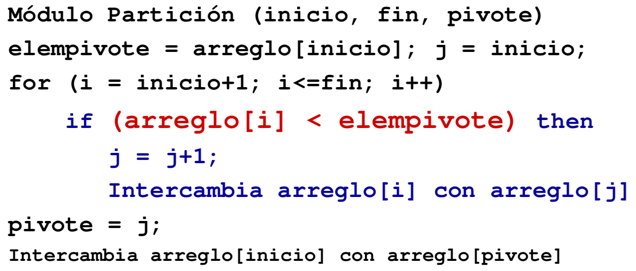 Módulo Partición (inicio, fin, pivote)
elempivote = arreglo[inicio]; j = inicio;
for (i = inicio+1; i<=fin; i++)
if (arreglo[i] < elempivote) then
j = j+1;
Intercambia arreglo[i] con arreglo[j]
pivote = j;
Intercambia arreglo[inicio] con arreglo[pivote]